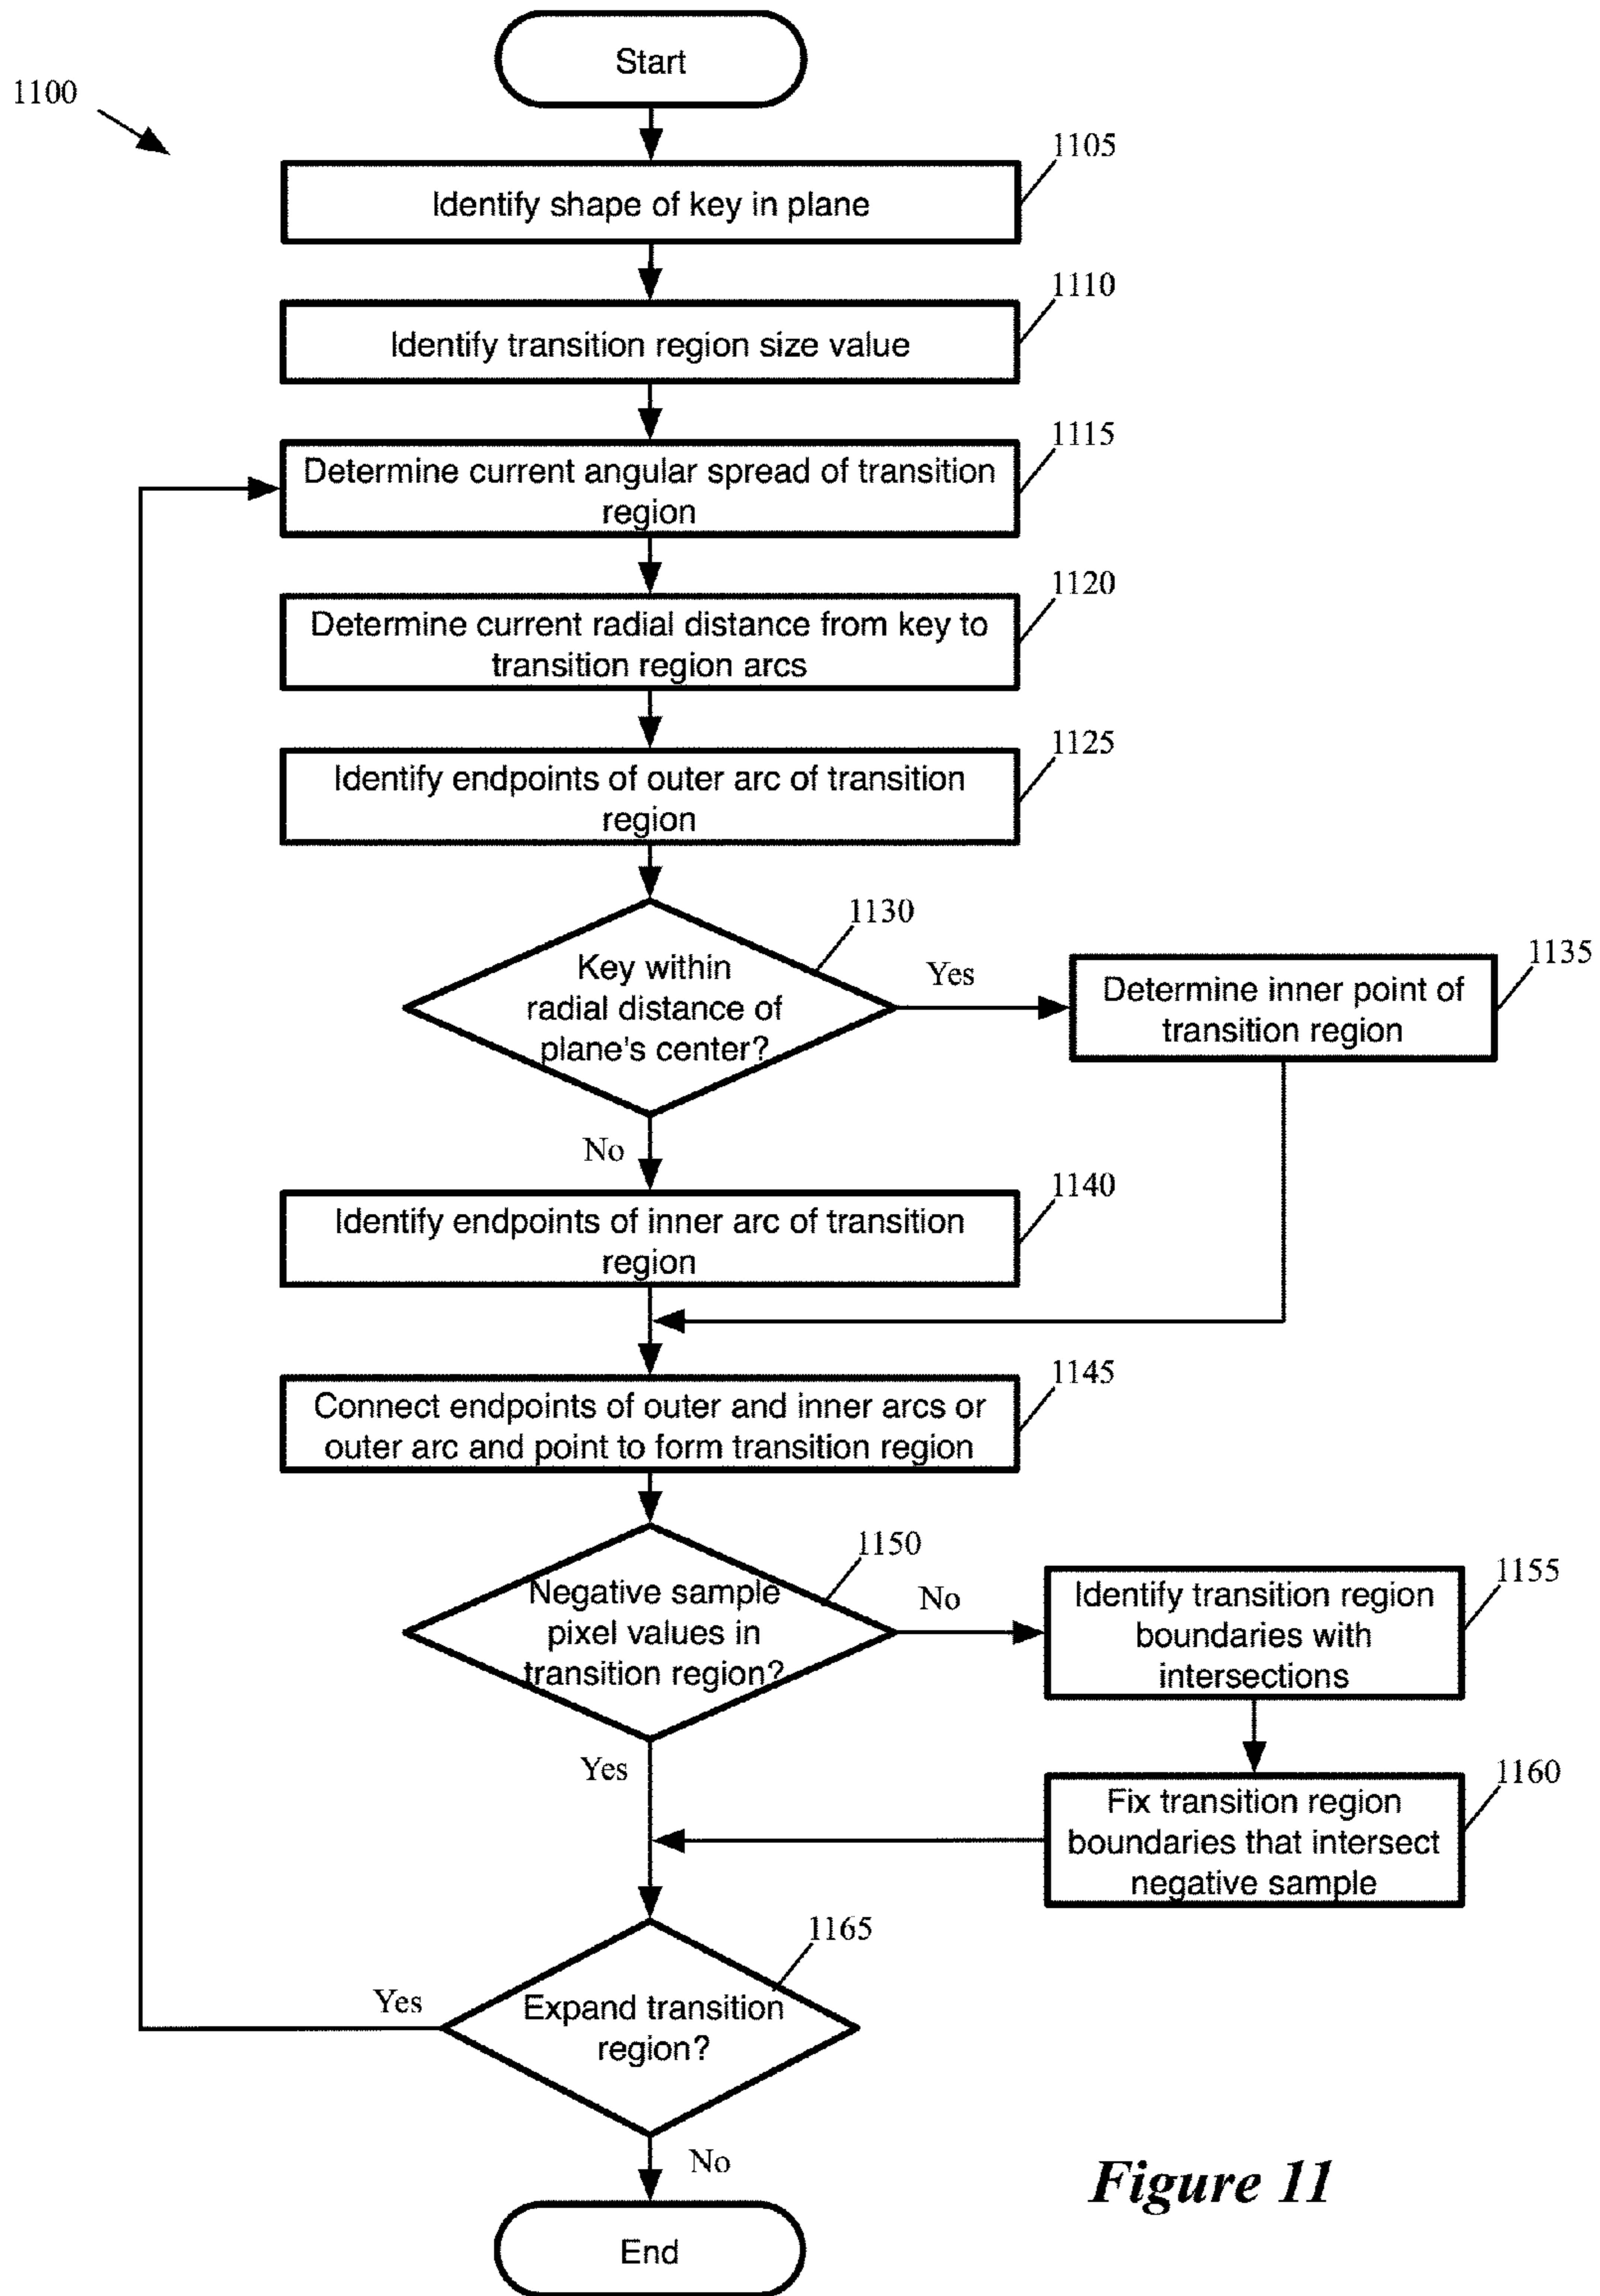 Start
1100
1105
Identify shape of key in plane
1110
Identify transition region size value
1115
Determine current angular spread of transition
region
1120
Determine current radial distance from key to
transition region arcs
1125
Identify endpoints of outer arc of transition
region
1130
Key within
radial distance of
plane's center?
Yes
1135
Determine inner point of
transition region
No
1140
Identify endpoints of inner arc of transition
region
1145
Connect endpoints of outer and inner arcs or
outer arc and point to form transition region
1150
Negative sample
pixel values in
transition region?
No
1155
Identify transition region
boundaries with
intersections
Yes
1160
Fix transition region
boundaries that intersect
negative sample
1165
Expand transition
region?
Yes
No
End
Figure 11